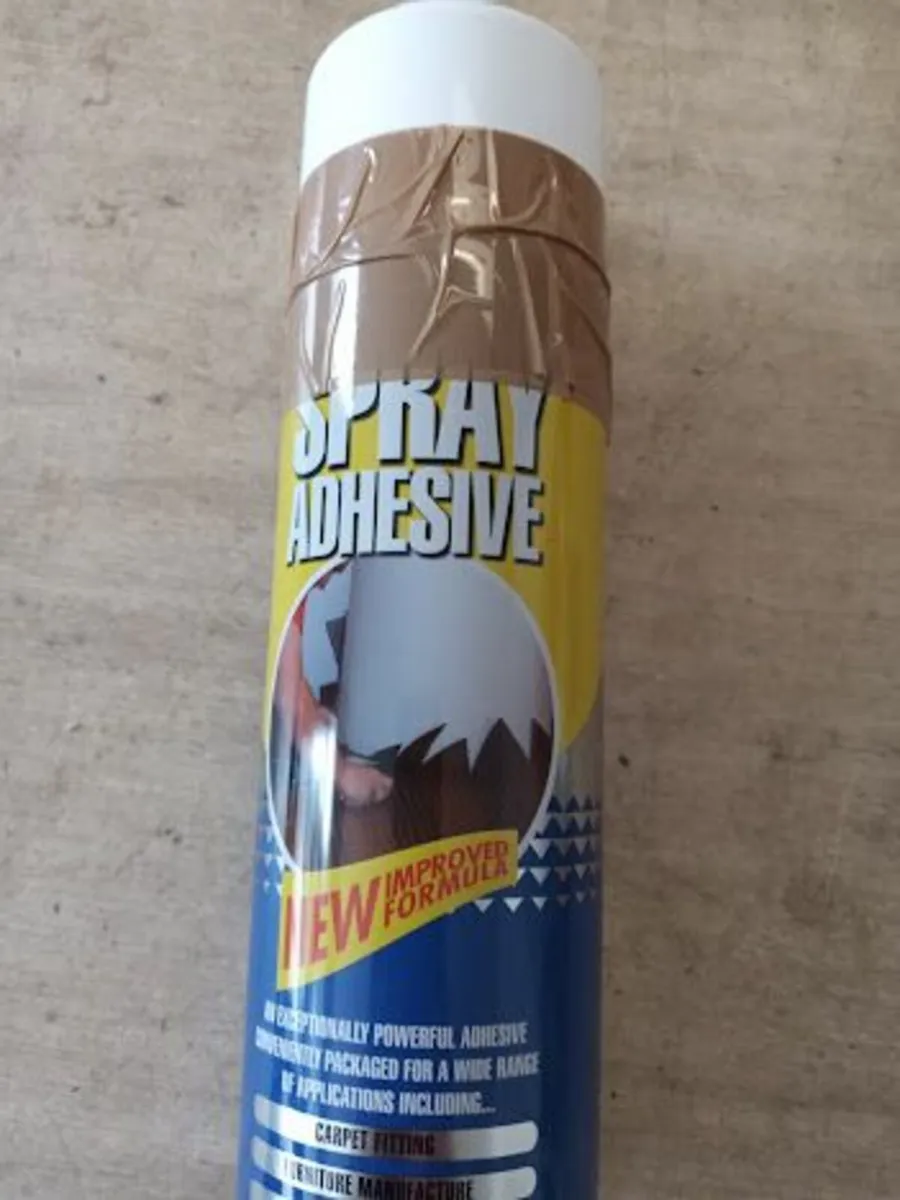 SPRAY
ADHESIVE
NEW IMPROVED
FORMULA
AN EXCEPTIONALLY POWERFUL ADHESIVE
CONVENIENTLY PACKAGED FOR A WIDE RANGE
OF APPLICATIONS INCLUDING...
CARPET FITTING
FURNITURE MANUFACTURE